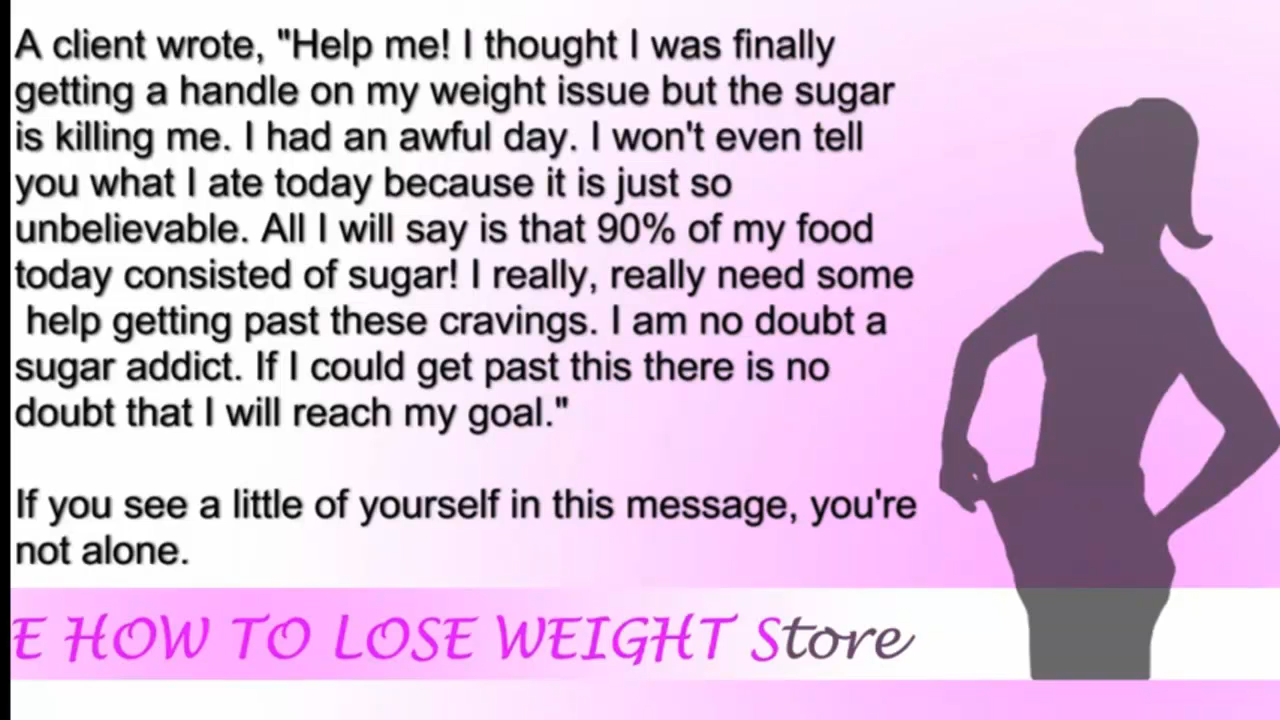 A client wrote, "Help me! I thought I was finally
getting a handle on my weight issue but the sugar
is killing me. I had an awful day. I won't even tell
you what I ate today because it is just so
unbelievable. All I will say is that 90% of my food
today consisted of sugar! I really, really need some
help getting past these cravings. I am no doubt a
sugar addict. If I could get past this there is no
doubt that I will reach my goal."
If you see a little of yourself in this message, you're
not alone.
E HOW TO LOSE WEIGHT Store